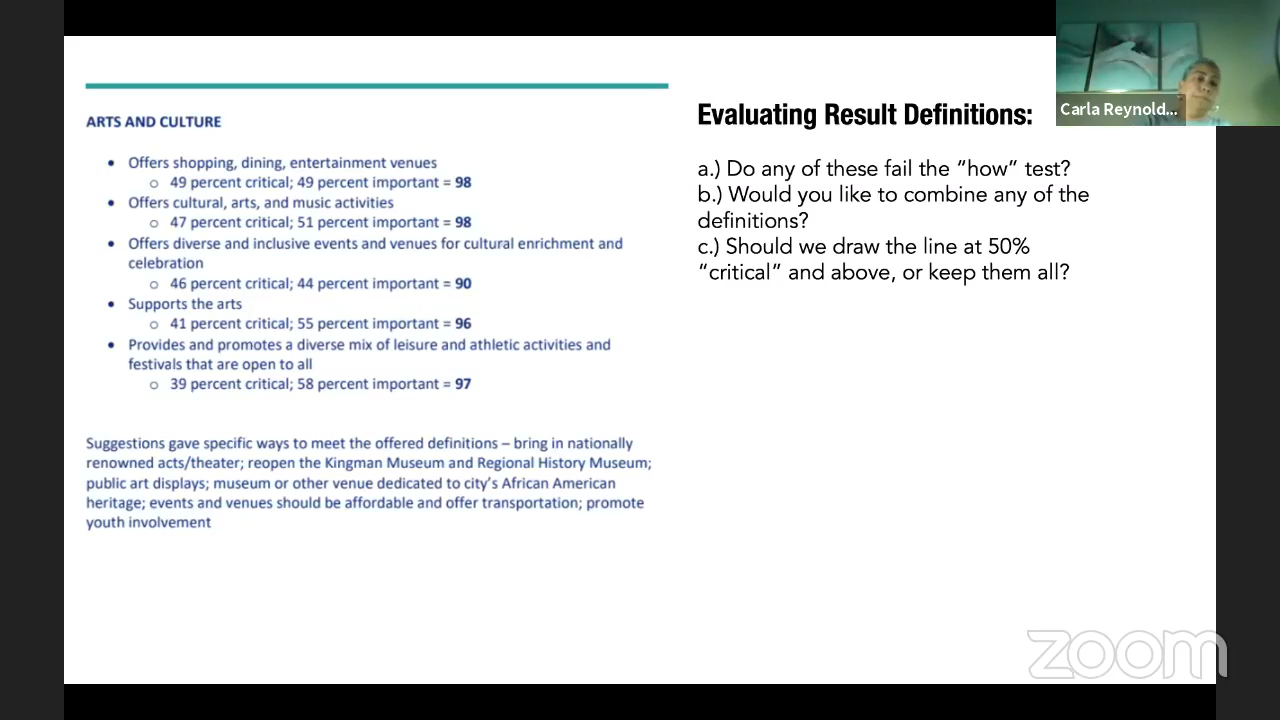 ARTS AND CULTURE
• Offers shopping, dining, entertainment venues
o 49 percent critical; 49 percent important = 98
• Offers cultural, arts, and music activities
o 47 percent critical; 51 percent important = 98
• Offers diverse and inclusive events and venues for cultural enrichment and
celebration
o 46 percent critical; 44 percent important = 90
• Supports the arts
o 41 percent critical; 55 percent important = 96
• Provides and promotes a diverse mix of leisure and athletic activities and
festivals that are open to all
o 39 percent critical; 58 percent important = 97
Suggestions gave specific ways to meet the offered definitions – bring in nationally
renowned acts/theater; reopen the Kingman Museum and Regional History Museum;
public art displays; museum or other venue dedicated to city's African American
heritage; events and venues should be affordable and offer transportation; promote
youth involvement
Evaluating Result Definitions:
a.) Do any of these fail the “how” test?
b.) Would you like to combine any of the
definitions?
c.) Should we draw the line at 50%
“critical” and above, or keep them all?
Carla Reynold...
zoom